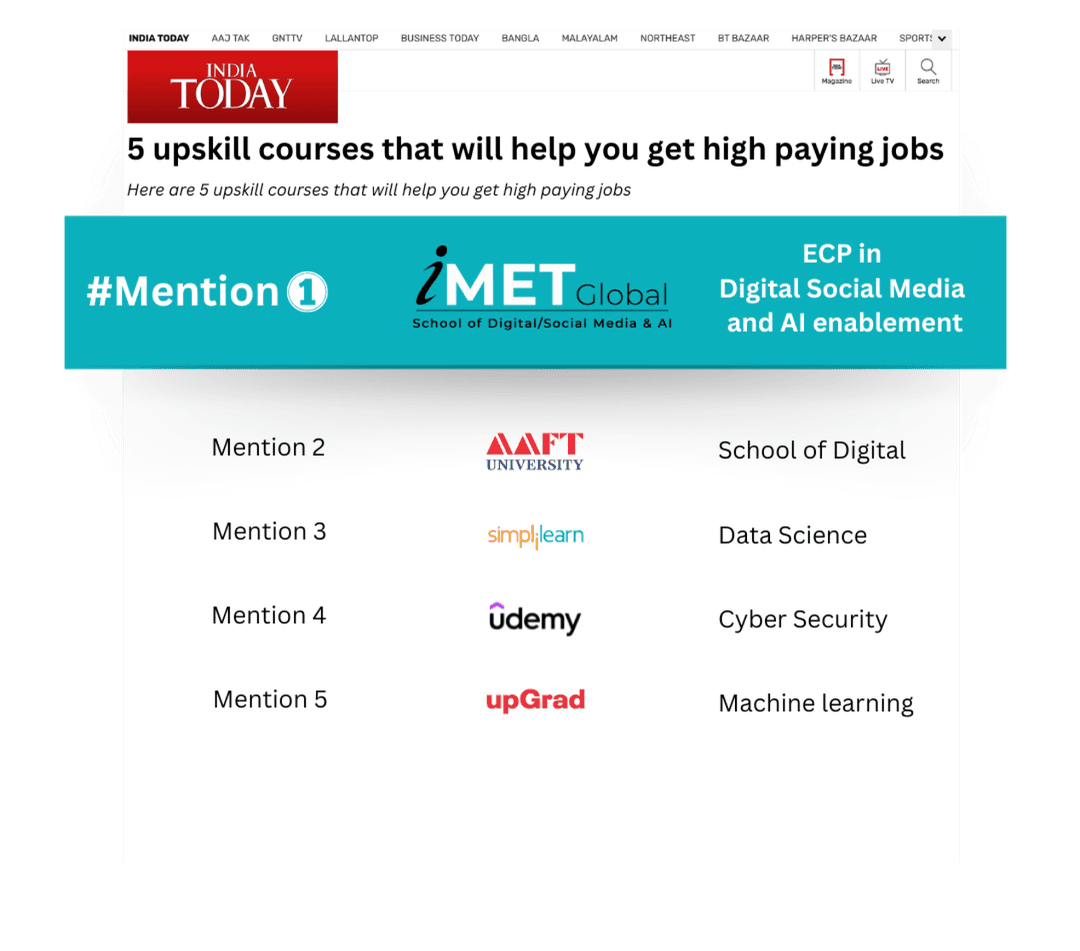 INDIA TODAY AAJ TAK GNTTV LALLANTOP BUSINESS TODAY BANGLA MALAYALAM NORTHEAST BT BAZAAR HARPER'S BAZAAR SPORTS
INDIA
TODAY
Magazine Live TV Search
LIVE
5 upskill courses that will help you get high paying jobs
Here are 5 upskill courses that will help you get high paying jobs
#Mention 1
iMET Global
School of Digital/Social Media & AI
ECP in
Digital Social Media
and AI enablement
Mention 2
AAFT
UNIVERSITY
School of Digital
Mention 3
simplilearn
Data Science
Mention 4
udemy
Cyber Security
Mention 5
upGrad
Machine learning